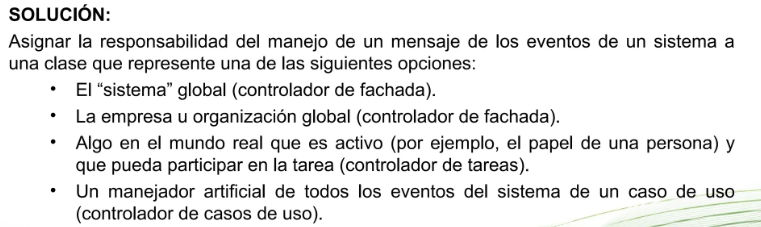 SOLUCIÓN:
Asignar la responsabilidad del manejo de un mensaje de los eventos de un sistema a
una clase que represente una de las siguientes opciones:
• El “sistema” global (controlador de fachada).
• La empresa u organización global (controlador de fachada).
• Algo en el mundo real que es activo (por ejemplo, el papel de una persona) y
que pueda participar en la tarea (controlador de tareas).
• Un manejador artificial de todos los eventos del sistema de un caso de uso
(controlador de casos de uso).